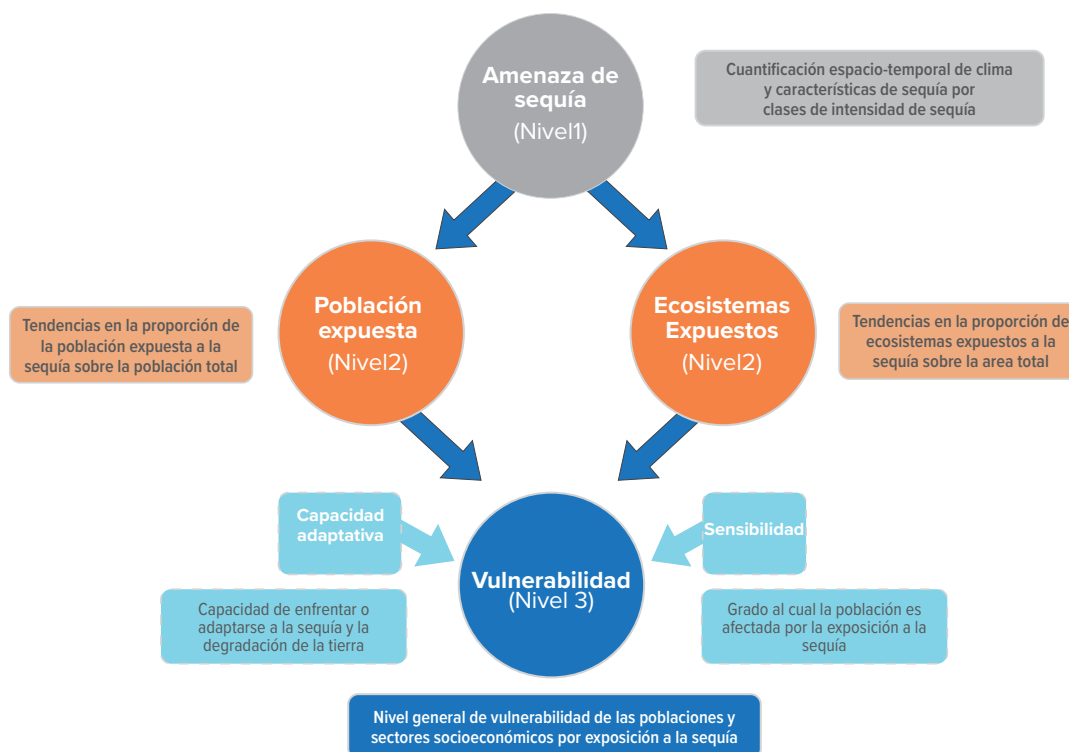 Amenaza de
sequía
(Nivel1)
Cuantificación espacio-temporal de clima
y características de sequía por
clases de intensidad de sequía
Tendencias en la proporción de
la población expuesta a la
sequía sobre la población total
Población
expuesta
(Nivel2)
Ecosistemas
Expuestos
(Nivel2)
Tendencias en la proporción de
ecosistemas expuestos a la
sequía sobre la area total
Capacidad
adaptativa
Sensibilidad
Vulnerabilidad
(Nivel 3)
Capacidad de enfrentar o
adaptarse a la sequía y la
degradación de la tierra
Grado al cual la población es
afectada por la exposición a la
sequía
Nivel general de vulnerabilidad de las poblaciones y
sectores socioeconómicos por exposición a la sequía